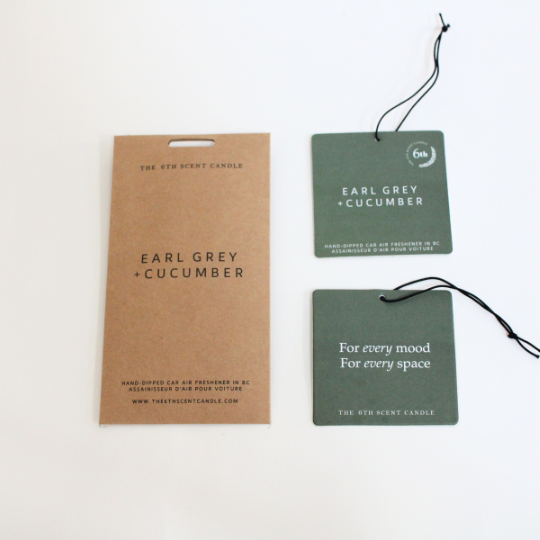 THE 6TH SCENT CANDLE
EARL GREY
+CUCUMBER
HAND-DIPPED CAR AIR FRESHENER IN BC
ASSAINISSEUR D'AIR POUR VOITURE
WWW.THE6THSCENTCANDLE.COM
6th
EARL GREY
+CUCUMBER
HAND-DIPPED CAR AIR FRESHENER IN BC
ASSAINISSEUR D'AIR POUR VOITURE
For every mood
For every space
THE 6TH SCENT CANDLE